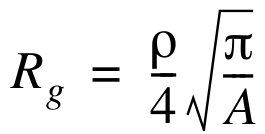 R_g = ρ/4 √(π/A)